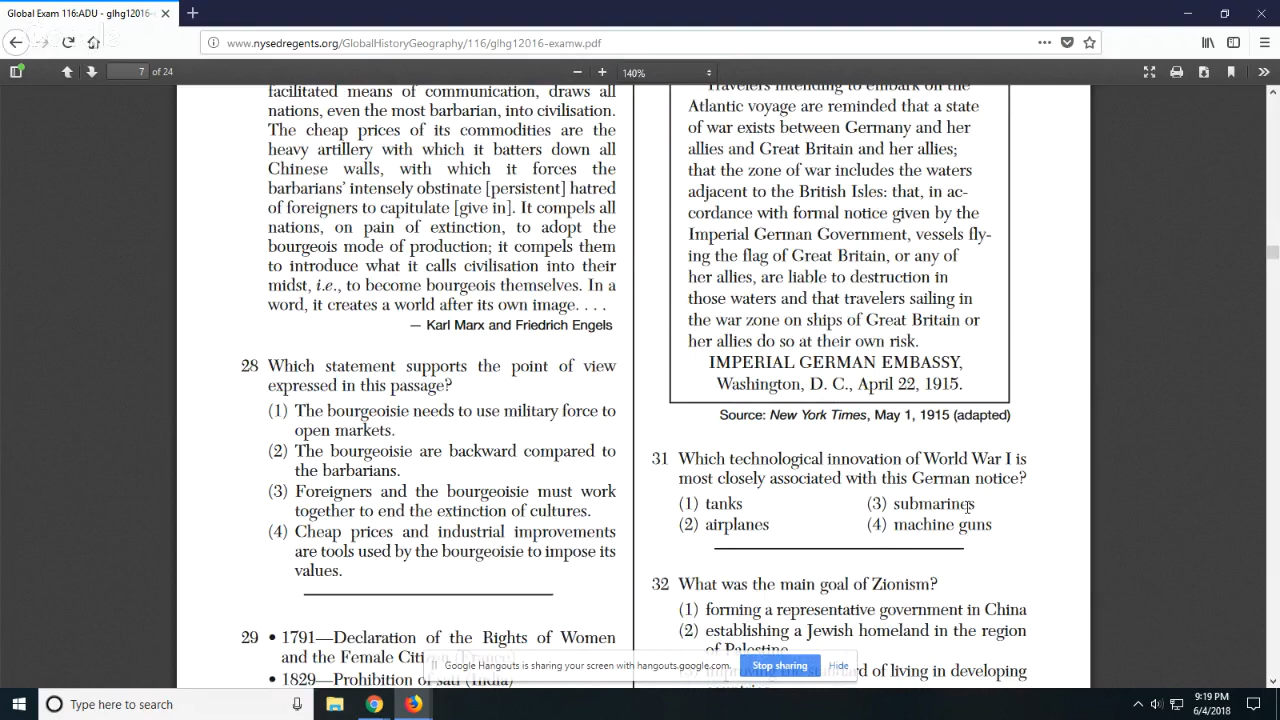 Global Exam 116:ADU - glhg12016-
www.nysedregents.org/GlobalHistoryGeography/116/glhg12016-examw.pdf
7 of 24
140%
facilitated means of communication, draws all
nations, even the most barbarian, into civilisation.
The cheap prices of its commodities are the
heavy artillery with which it batters down all
Chinese walls, with which it forces the
barbarians' intensely obstinate [persistent] hatred
of foreigners to capitulate [give in]. It compels all
nations, on pain of extinction, to adopt the
bourgeois mode of production; it compels them
to introduce what it calls civilisation into their
midst, i.e., to become bourgeois themselves. In a
word, it creates a world after its own image. . . .
— Karl Marx and Friedrich Engels
28 Which statement supports the point of view
expressed in this passage?
(1) The bourgeoisie needs to use military force to
open markets.
(2) The bourgeoisie are backward compared to
the barbarians.
(3) Foreigners and the bourgeoisie must work
together to end the extinction of cultures.
(4) Cheap prices and industrial improvements
are tools used by the bourgeoisie to impose its
values.
29 • 1791—Declaration of the Rights of Women
and the Female Citizen (France)
• 1829—Prohibition of sati (India)
Travelers intending to embark on the
Atlantic voyage are reminded that a state
of war exists between Germany and her
allies and Great Britain and her allies;
that the zone of war includes the waters
adjacent to the British Isles: that, in ac-
cordance with formal notice given by the
Imperial German Government, vessels fly-
ing the flag of Great Britain, or any of
her allies, are liable to destruction in
those waters and that travelers sailing in
the war zone on ships of Great Britain or
her allies do so at their own risk.
IMPERIAL GERMAN EMBASSY,
Washington, D. C., April 22, 1915.
Source: New York Times, May 1, 1915 (adapted)
31 Which technological innovation of World War I is
most closely associated with this German notice?
(1) tanks (3) submarines
(2) airplanes (4) machine guns
32 What was the main goal of Zionism?
(1) forming a representative government in China
(2) establishing a Jewish homeland in the region
of Palestine
(3) improving the standard of living in developing
Google Hangouts is sharing your screen with hangouts.google.com.
Stop sharing
Hide
Type here to search
9:19 PM
6/4/2018